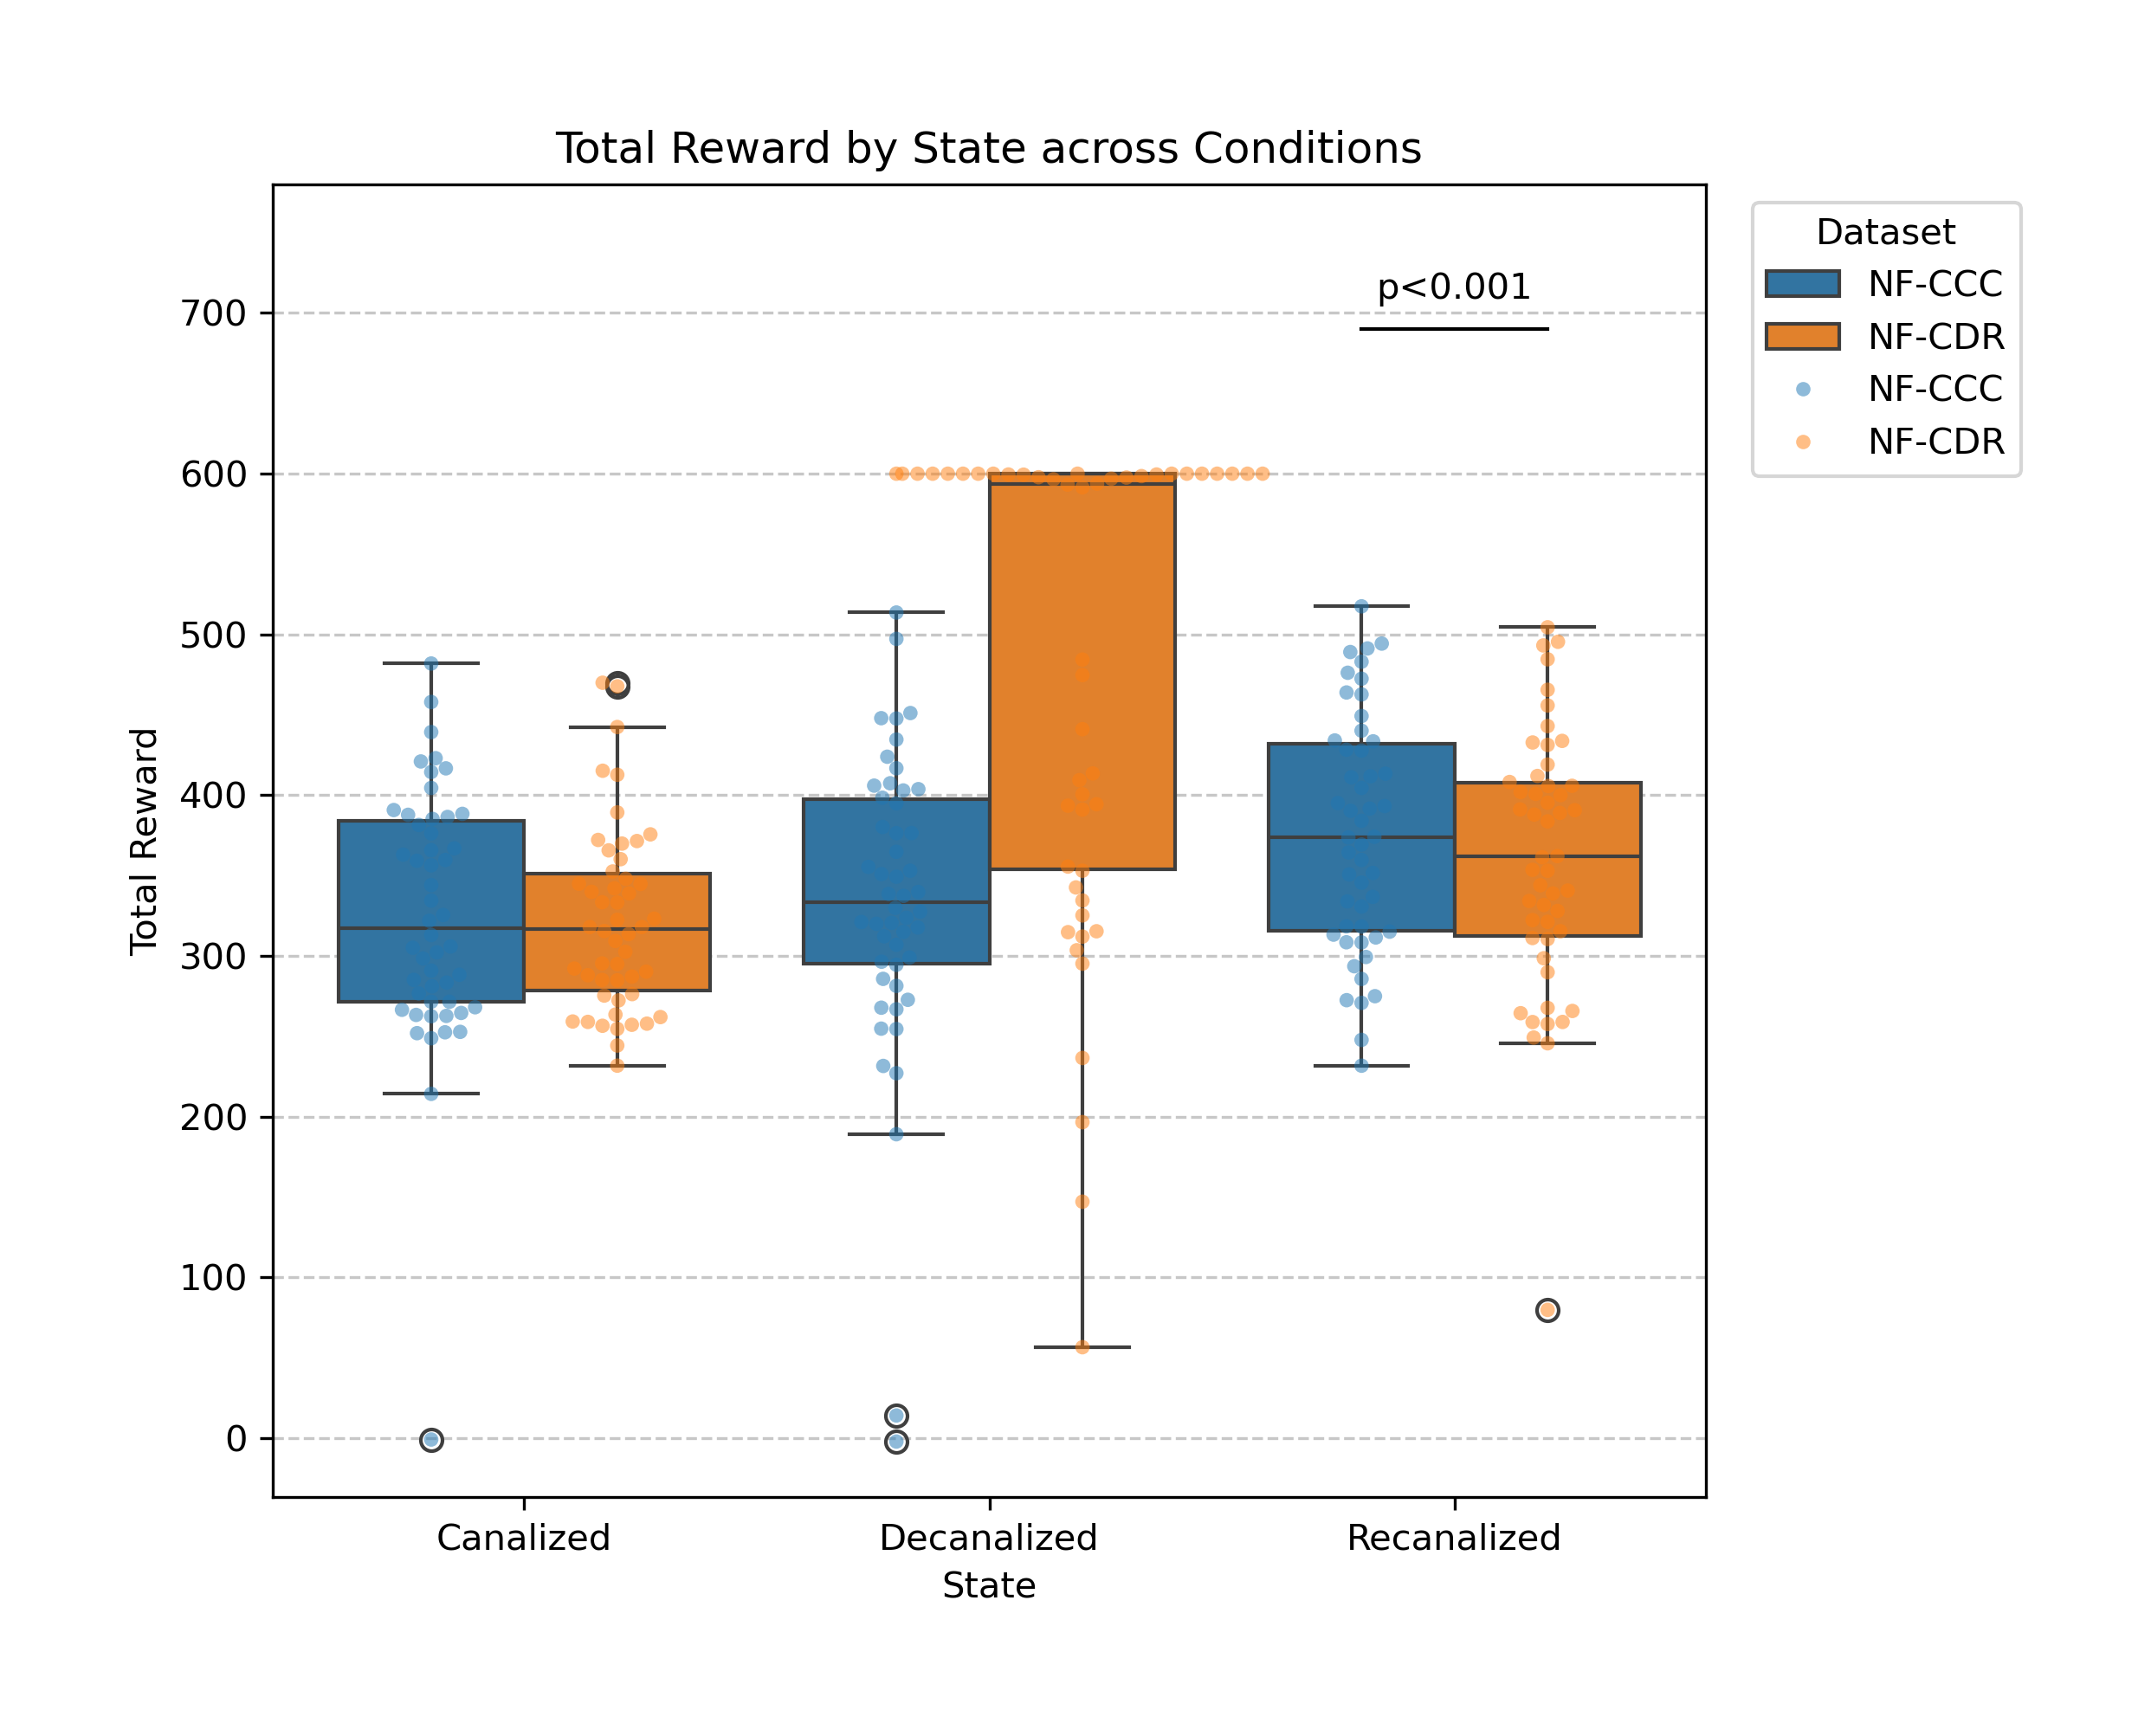 Total Reward by State across Conditions
Dataset
NF-CCC
NF-CDR
NF-CCC
NF-CDR
p<0.001
700
600
500
400
300
200
100
0
Total Reward
Canalized
Decanalized
Recanalized
State